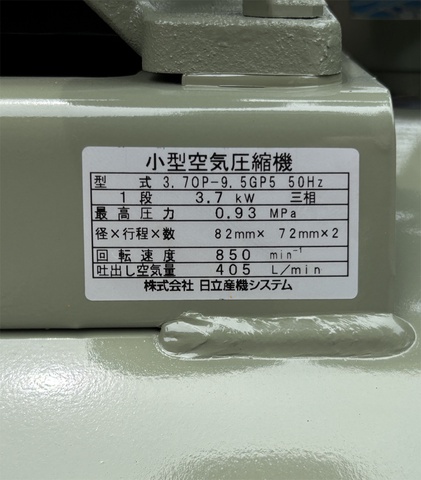 小型空気圧縮機
型式 3.7OP-9.5GP5 50Hz
1段 3.7 kW 三相
最高圧力 0.93 MPa
径×行程×数 82mm× 72mm×2
回転速度 850 min⁻¹
吐出し空気量 405 L/min
株式会社 日立産機システム